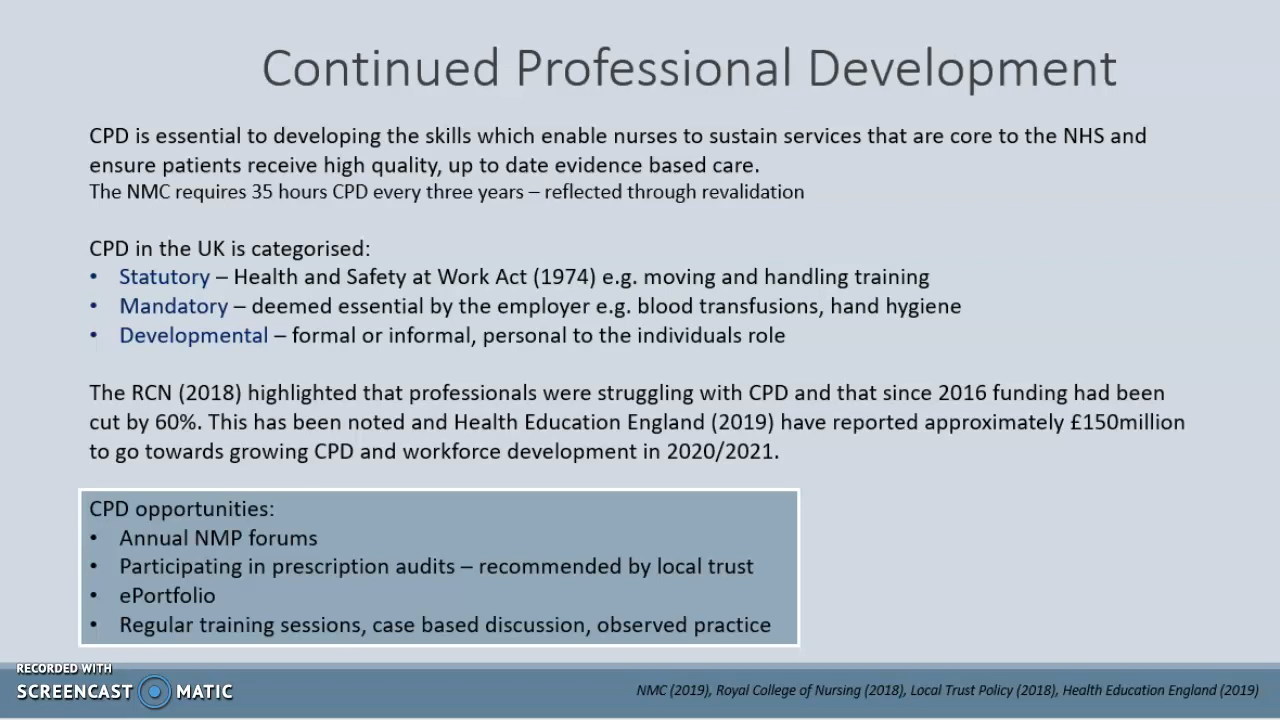 Continued Professional Development
CPD is essential to developing the skills which enable nurses to sustain services that are core to the NHS and
ensure patients receive high quality, up to date evidence based care.
The NMC requires 35 hours CPD every three years – reflected through revalidation
CPD in the UK is categorised:
• Statutory – Health and Safety at Work Act (1974) e.g. moving and handling training
• Mandatory – deemed essential by the employer e.g. blood transfusions, hand hygiene
• Developmental – formal or informal, personal to the individuals role
The RCN (2018) highlighted that professionals were struggling with CPD and that since 2016 funding had been
cut by 60%. This has been noted and Health Education England (2019) have reported approximately £150million
to go towards growing CPD and workforce development in 2020/2021.
CPD opportunities:
• Annual NMP forums
• Participating in prescription audits – recommended by local trust
• ePortfolio
• Regular training sessions, case based discussion, observed practice
RECORDED WITH
SCREENCAST MATIC
NMC (2019), Royal College of Nursing (2018), Local Trust Policy (2018), Health Education England (2019)